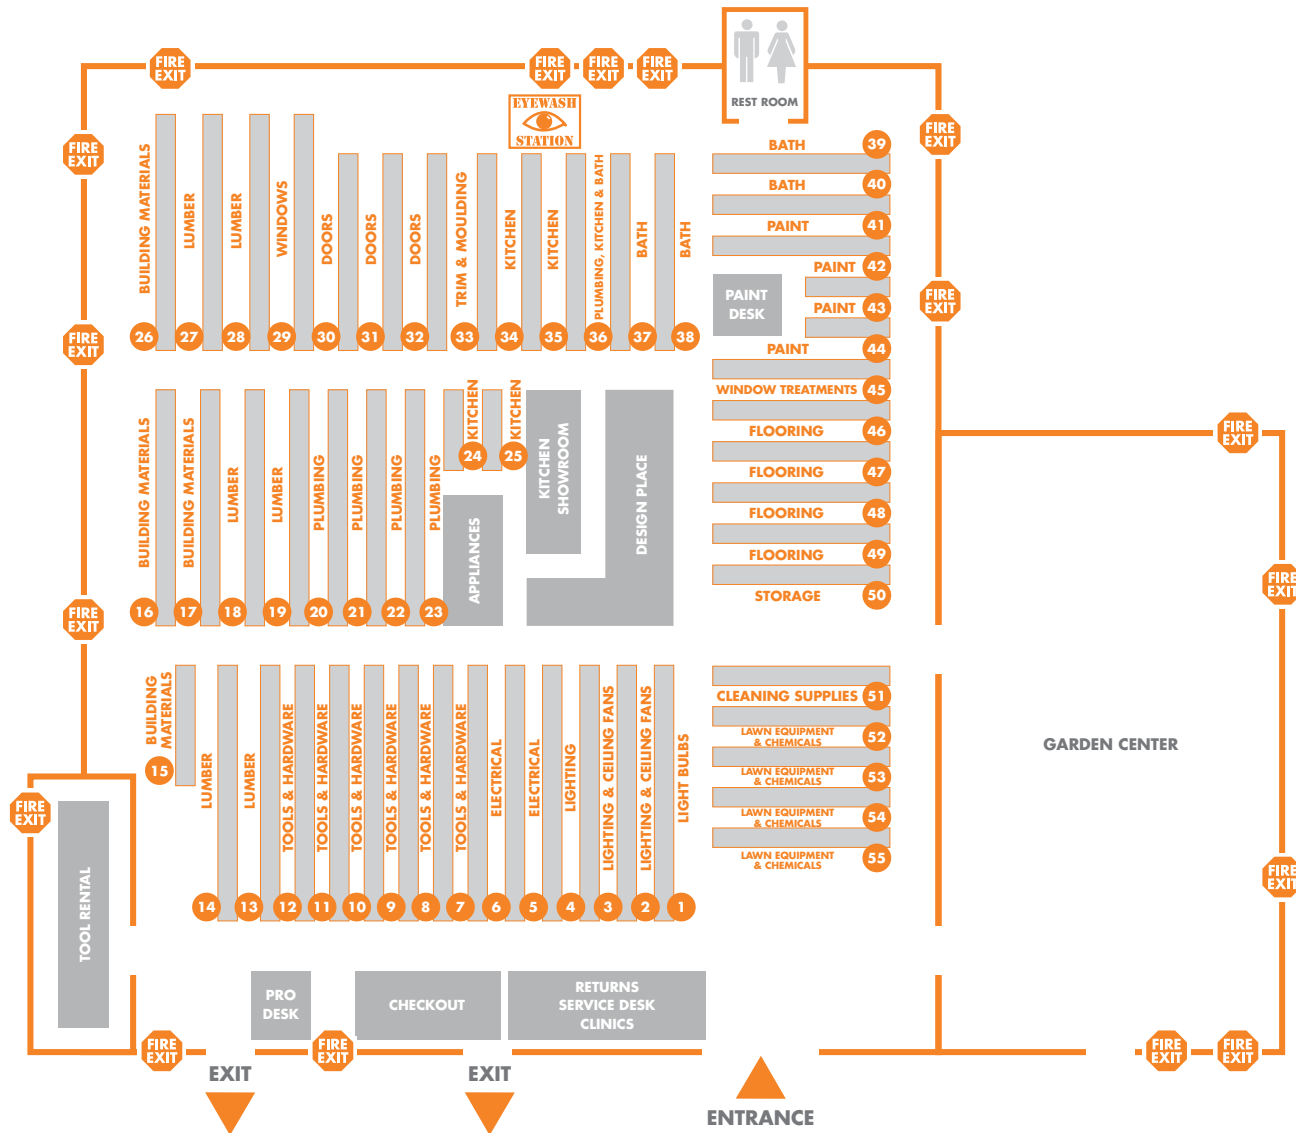 REST ROOM
FIRE
EXIT
FIRE
EXIT
FIRE
EXIT
FIRE
EXIT
EYEWASH
STATION
FIRE
EXIT
FIRE
EXIT
FIRE
EXIT
FIRE
EXIT
FIRE
EXIT
BUILDING MATERIALS
26
LUMBER
27
LUMBER
28
WINDOWS
29
DOORS
30
DOORS
31
DOORS
32
TRIM & MOULDING
33
KITCHEN
34
KITCHEN
35
PLUMBING, KITCHEN & BATH
36
BATH
37
BATH
38
BATH 39
BATH 40
PAINT 41
PAINT 42
PAINT
DESK
PAINT 43
PAINT 44
WINDOW TREATMENTS 45
FLOORING 46
FLOORING 47
FLOORING 48
FLOORING 49
STORAGE 50
BUILDING MATERIALS
16
BUILDING MATERIALS
17
LUMBER
18
LUMBER
19
PLUMBING
20
PLUMBING
21
PLUMBING
22
PLUMBING
23
KITCHEN
24
KITCHEN
25
APPLIANCES
KITCHEN
SHOWROOM
DESIGN PLACE
BUILDING
MATERIALS
15
LUMBER
14
LUMBER
13
TOOLS & HARDWARE
12
TOOLS & HARDWARE
11
TOOLS & HARDWARE
10
TOOLS & HARDWARE
9
TOOLS & HARDWARE
8
TOOLS & HARDWARE
7
ELECTRICAL
6
ELECTRICAL
5
LIGHTING
4
LIGHTING & CEILING FANS
3
LIGHTING & CEILING FANS
2
LIGHT BULBS
1
CLEANING SUPPLIES 51
LAWN EQUIPMENT
& CHEMICALS
52
LAWN EQUIPMENT
& CHEMICALS
53
LAWN EQUIPMENT
& CHEMICALS
54
LAWN EQUIPMENT
& CHEMICALS
55
GARDEN CENTER
FIRE
EXIT
FIRE
EXIT
FIRE
EXIT
FIRE
EXIT
TOOL RENTAL
PRO
DESK
CHECKOUT
RETURNS
SERVICE DESK
CLINICS
FIRE
EXIT
FIRE
EXIT
FIRE
EXIT
FIRE
EXIT
EXIT
EXIT
ENTRANCE